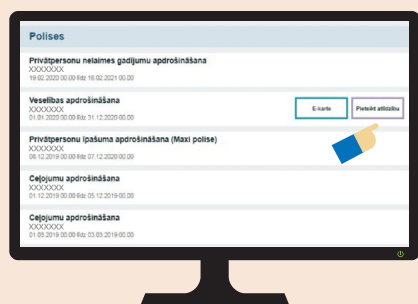 Polises
Privātpersonu nelaimes gadījumu apdrošināšana
XXXXXXX
19.02.2020 00:00 līdz 18.02.2021 00:00
Veselības apdrošināšana
XXXXXXX
01.01.2020 00:00 līdz 31.12.2020 00:00
E-karte
Pieteikt atlīdzību
Privātpersonu īpašuma apdrošināšana (Maxi polise)
XXXXXXX
08.12.2019 00:00 līdz 07.12.2020 00:00
Ceļojumu apdrošināšana
XXXXXXX
01.12.2019 00:00 līdz 05.12.2019 00:00
Ceļojumu apdrošināšana
XXXXXXX
01.03.2019 00:00 līdz 03.03.2019 00:00